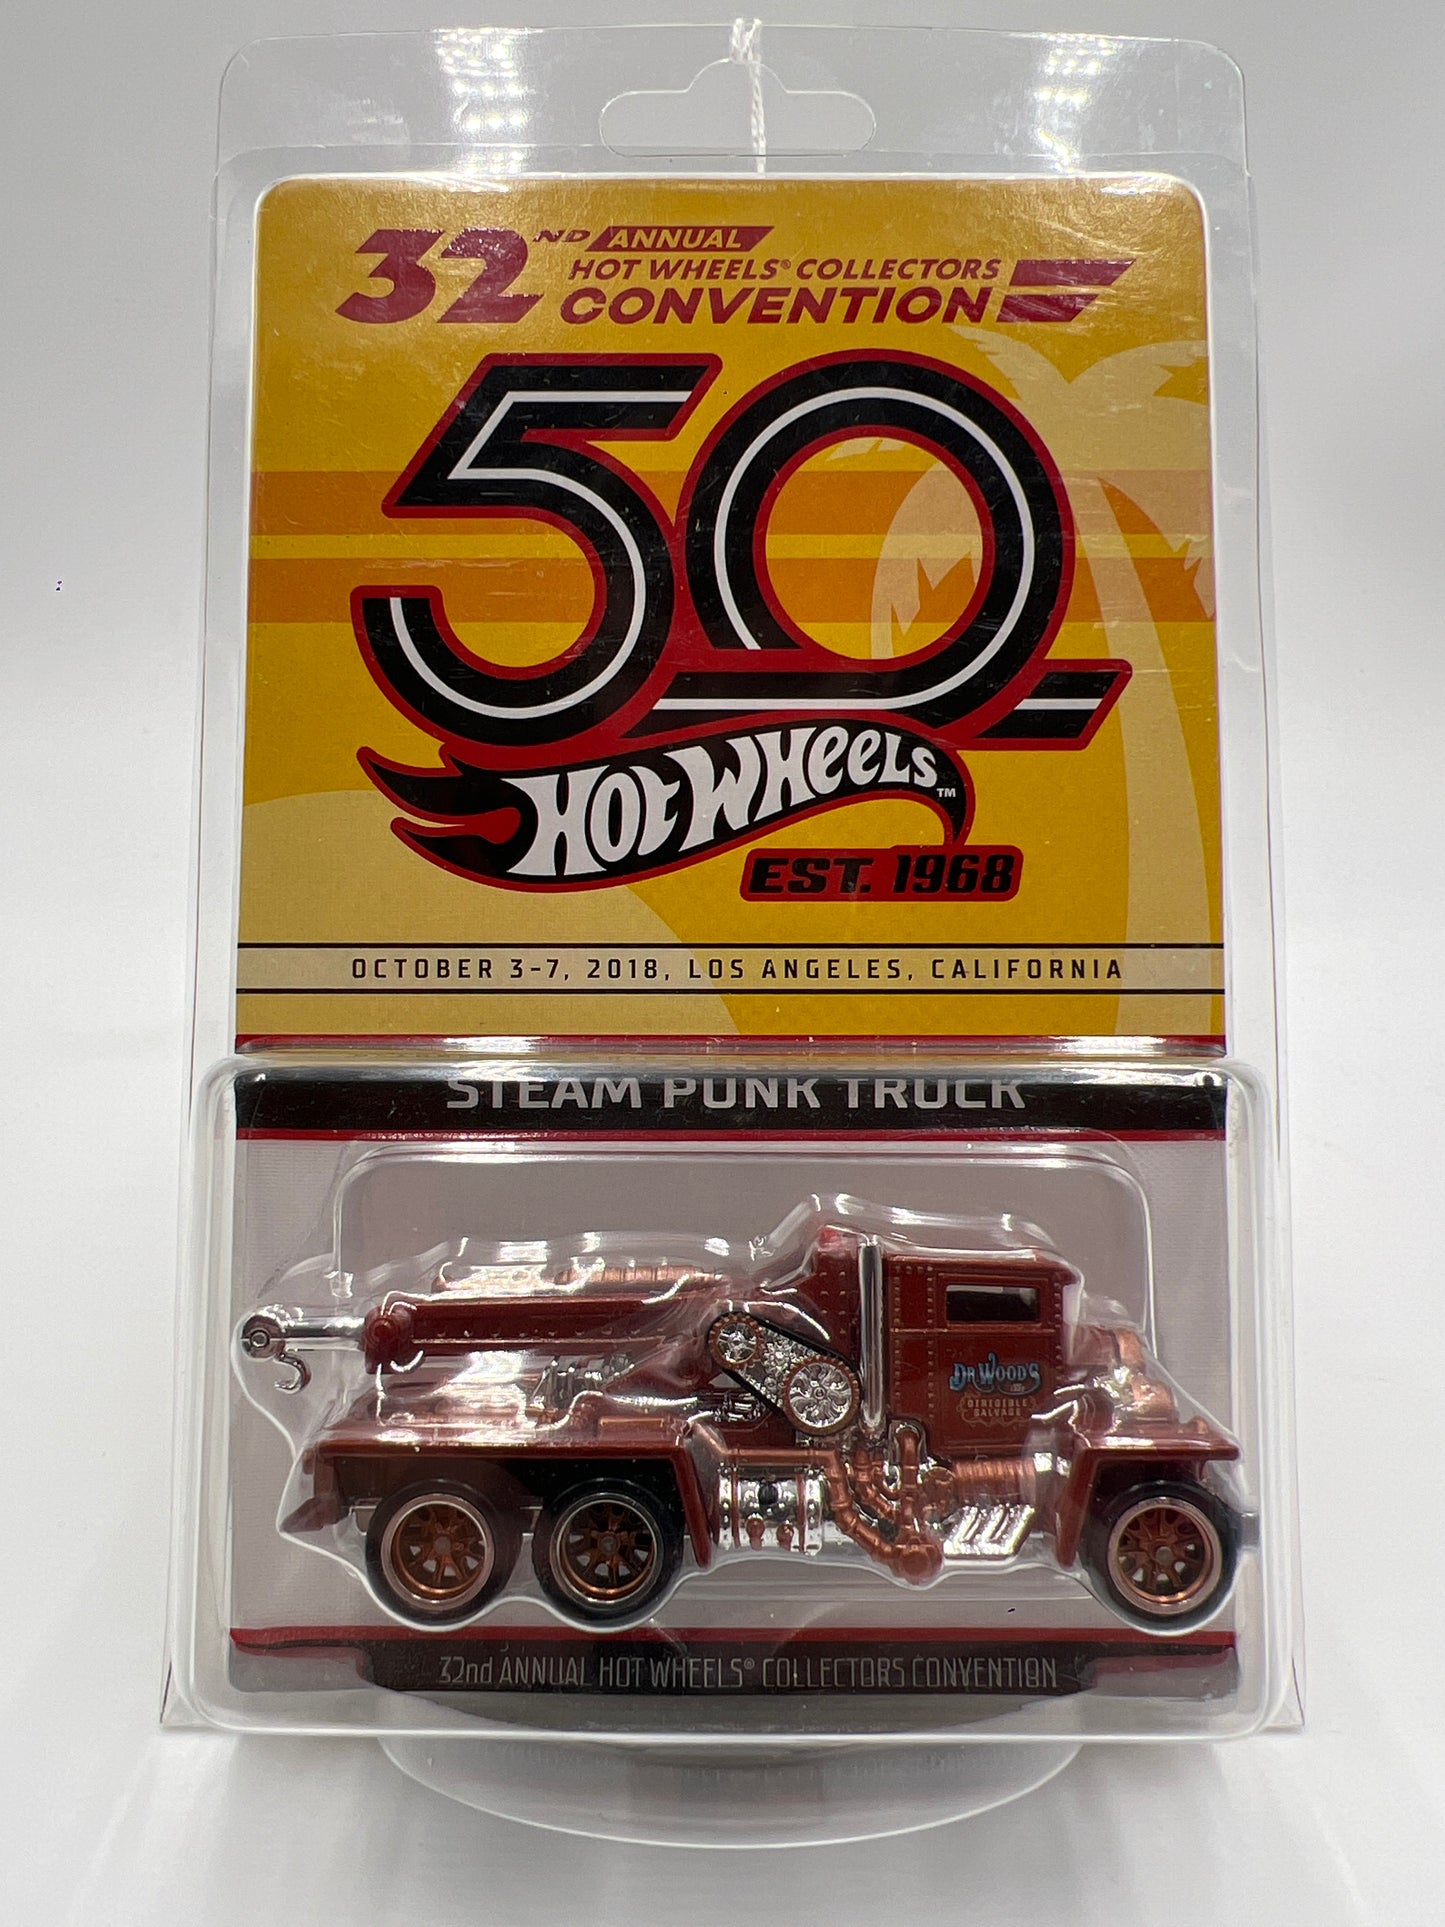 32ND ANNUAL
HOT WHEELS® COLLECTORS
CONVENTION
50
HOT WHEELS™
EST. 1968
OCTOBER 3-7, 2018, LOS ANGELES, CALIFORNIA
STEAM PUNK TRUCK
DR. WOOD'S
DIRIGIBLE
SALVAGE
32nd ANNUAL HOT WHEELS® COLLECTORS CONVENTION